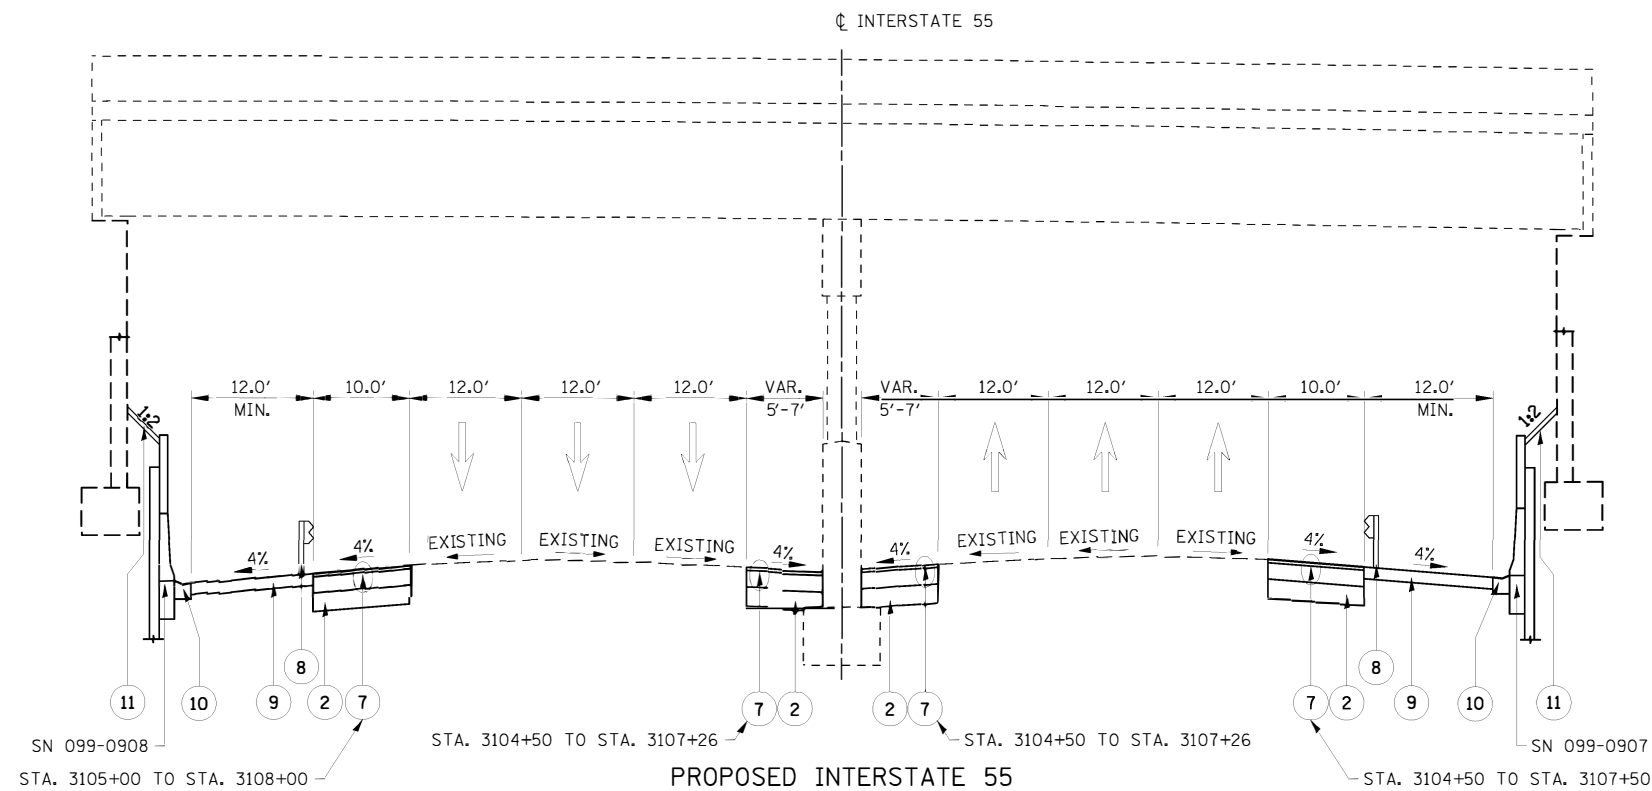 ℄ INTERSTATE 55
12.0' 10.0' 12.0' 12.0' 12.0' VAR. VAR. 12.0' 12.0' 12.0' 10.0' 12.0'
MIN. 5'-7' 5'-7' MIN.
1:2 1:2
4% 4% EXISTING EXISTING EXISTING 4% 4% EXISTING EXISTING EXISTING 4% 4%
8 8
11 10 9 2 7 7 2 2 7 7 2 9 10 11
SN 099-0908 STA. 3104+50 TO STA. 3107+26 STA. 3104+50 TO STA. 3107+26 SN 099-0907
STA. 3105+00 TO STA. 3108+00 PROPOSED INTERSTATE 55 STA. 3104+50 TO STA. 3107+50